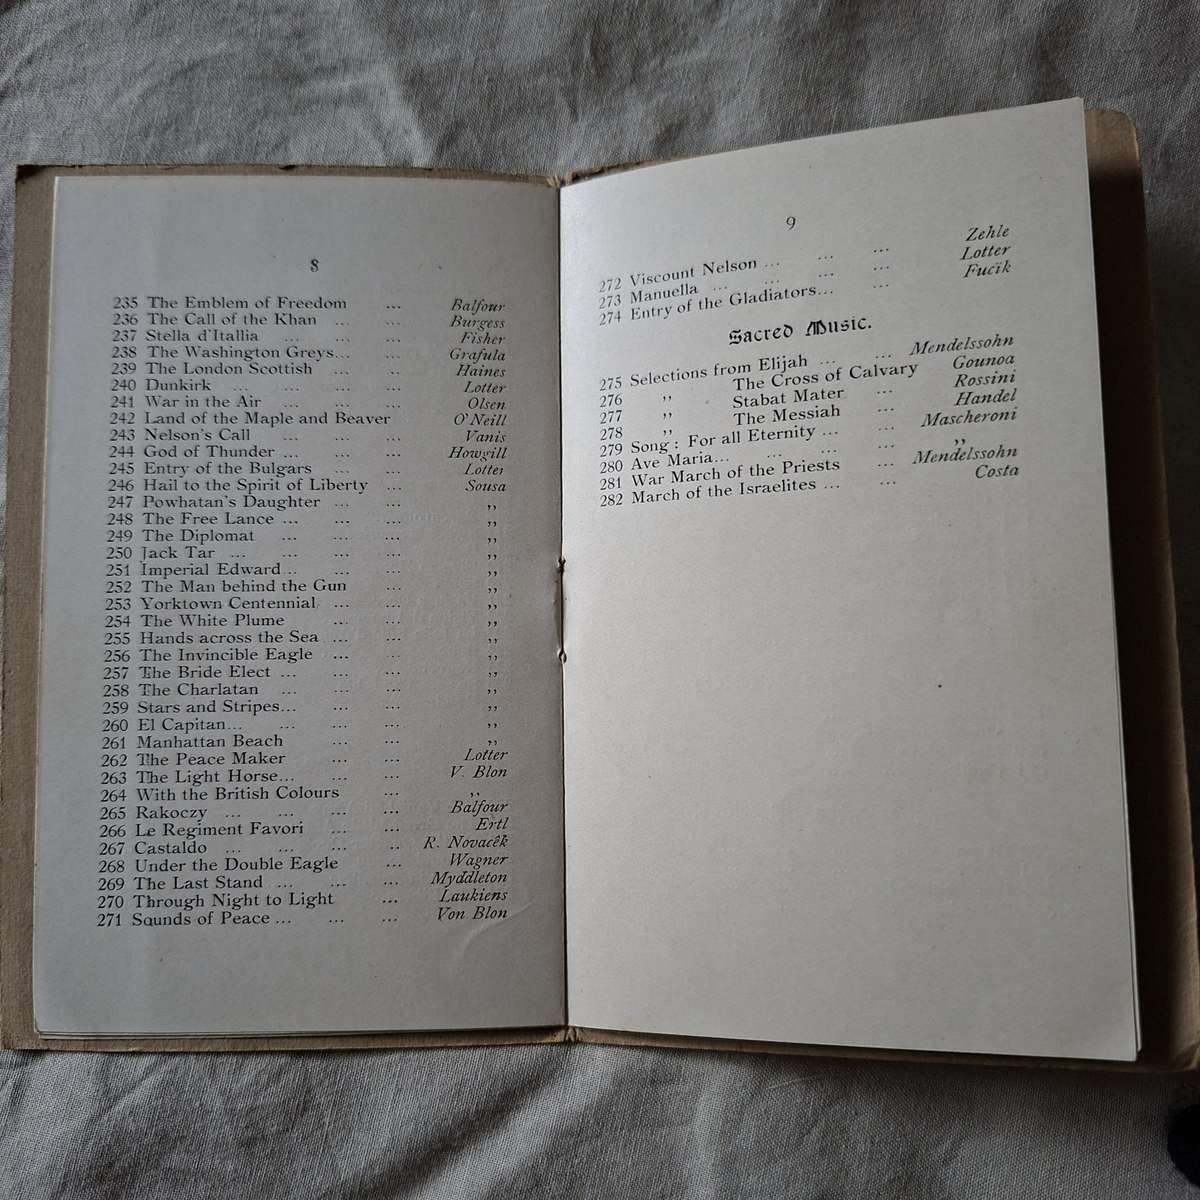 8
235 The Emblem of Freedom ... Balfour
236 The Call of the Khan ... ... Burgess
237 Stella d'Itallia ... ... ... Fisher
238 The Washington Greys... ... Grafula
239 The London Scottish ... ... Haines
240 Dunkirk ... ... ... ... Lotter
241 War in the Air ... ... ... Olsen
242 Land of the Maple and Beaver O'Neill
243 Nelson's Call ... ... ... Vanis
244 God of Thunder ... ... ... Howgill
245 Entry of the Bulgars ... ... Lotter
246 Hail to the Spirit of Liberty ... Sousa
247 Powhatan's Daughter ... ... ,,
248 The Free Lance ... ... ... ,,
249 The Diplomat ... ... ... ,,
250 Jack Tar ... ... ... ... ,,
251 Imperial Edward... ... ... ,,
252 The Man behind the Gun ... ,,
253 Yorktown Centennial ... ... ,,
254 The White Plume ... ... ,,
255 Hands across the Sea ... ... ,,
256 The Invincible Eagle ... ... ,,
257 The Bride Elect ... ... ... ,,
258 The Charlatan ... ... ... ,,
259 Stars and Stripes... ... ... ,,
260 El Capitan... ... ... ... ,,
261 Manhattan Beach ... ... ,,
262 The Peace Maker ... ... Lotter
263 The Light Horse... ... ... V. Blon
264 With the British Colours ... ,,
265 Rakoczy ... ... ... ... Balfour
266 Le Regiment Favori ... ... Ertl
267 Castaldo ... ... ... .. R. Novacêk
268 Under the Double Eagle ... Wagner
269 The Last Stand ... ... ... Myddleton
270 Through Night to Light ... Laukiens
271 Sounds of Peace ... ... ... Von Blon
9
272 Viscount Nelson ... ... ... Zehle
273 Manuella ... ... ... ... Lotter
274 Entry of the Gladiators... ... Fucïk
Sacred Music.
275 Selections from Elijah ... ... Mendelssohn
276 ,, The Cross of Calvary Gounoa
277 ,, Stabat Mater ... Rossini
278 ,, The Messiah ... Handel
279 Song : For all Eternity ... ... Mascheroni
280 Ave Maria... ... ... ... ,,
281 War March of the Priests ... Mendelssohn
282 March of the Israelites ... ... Costa